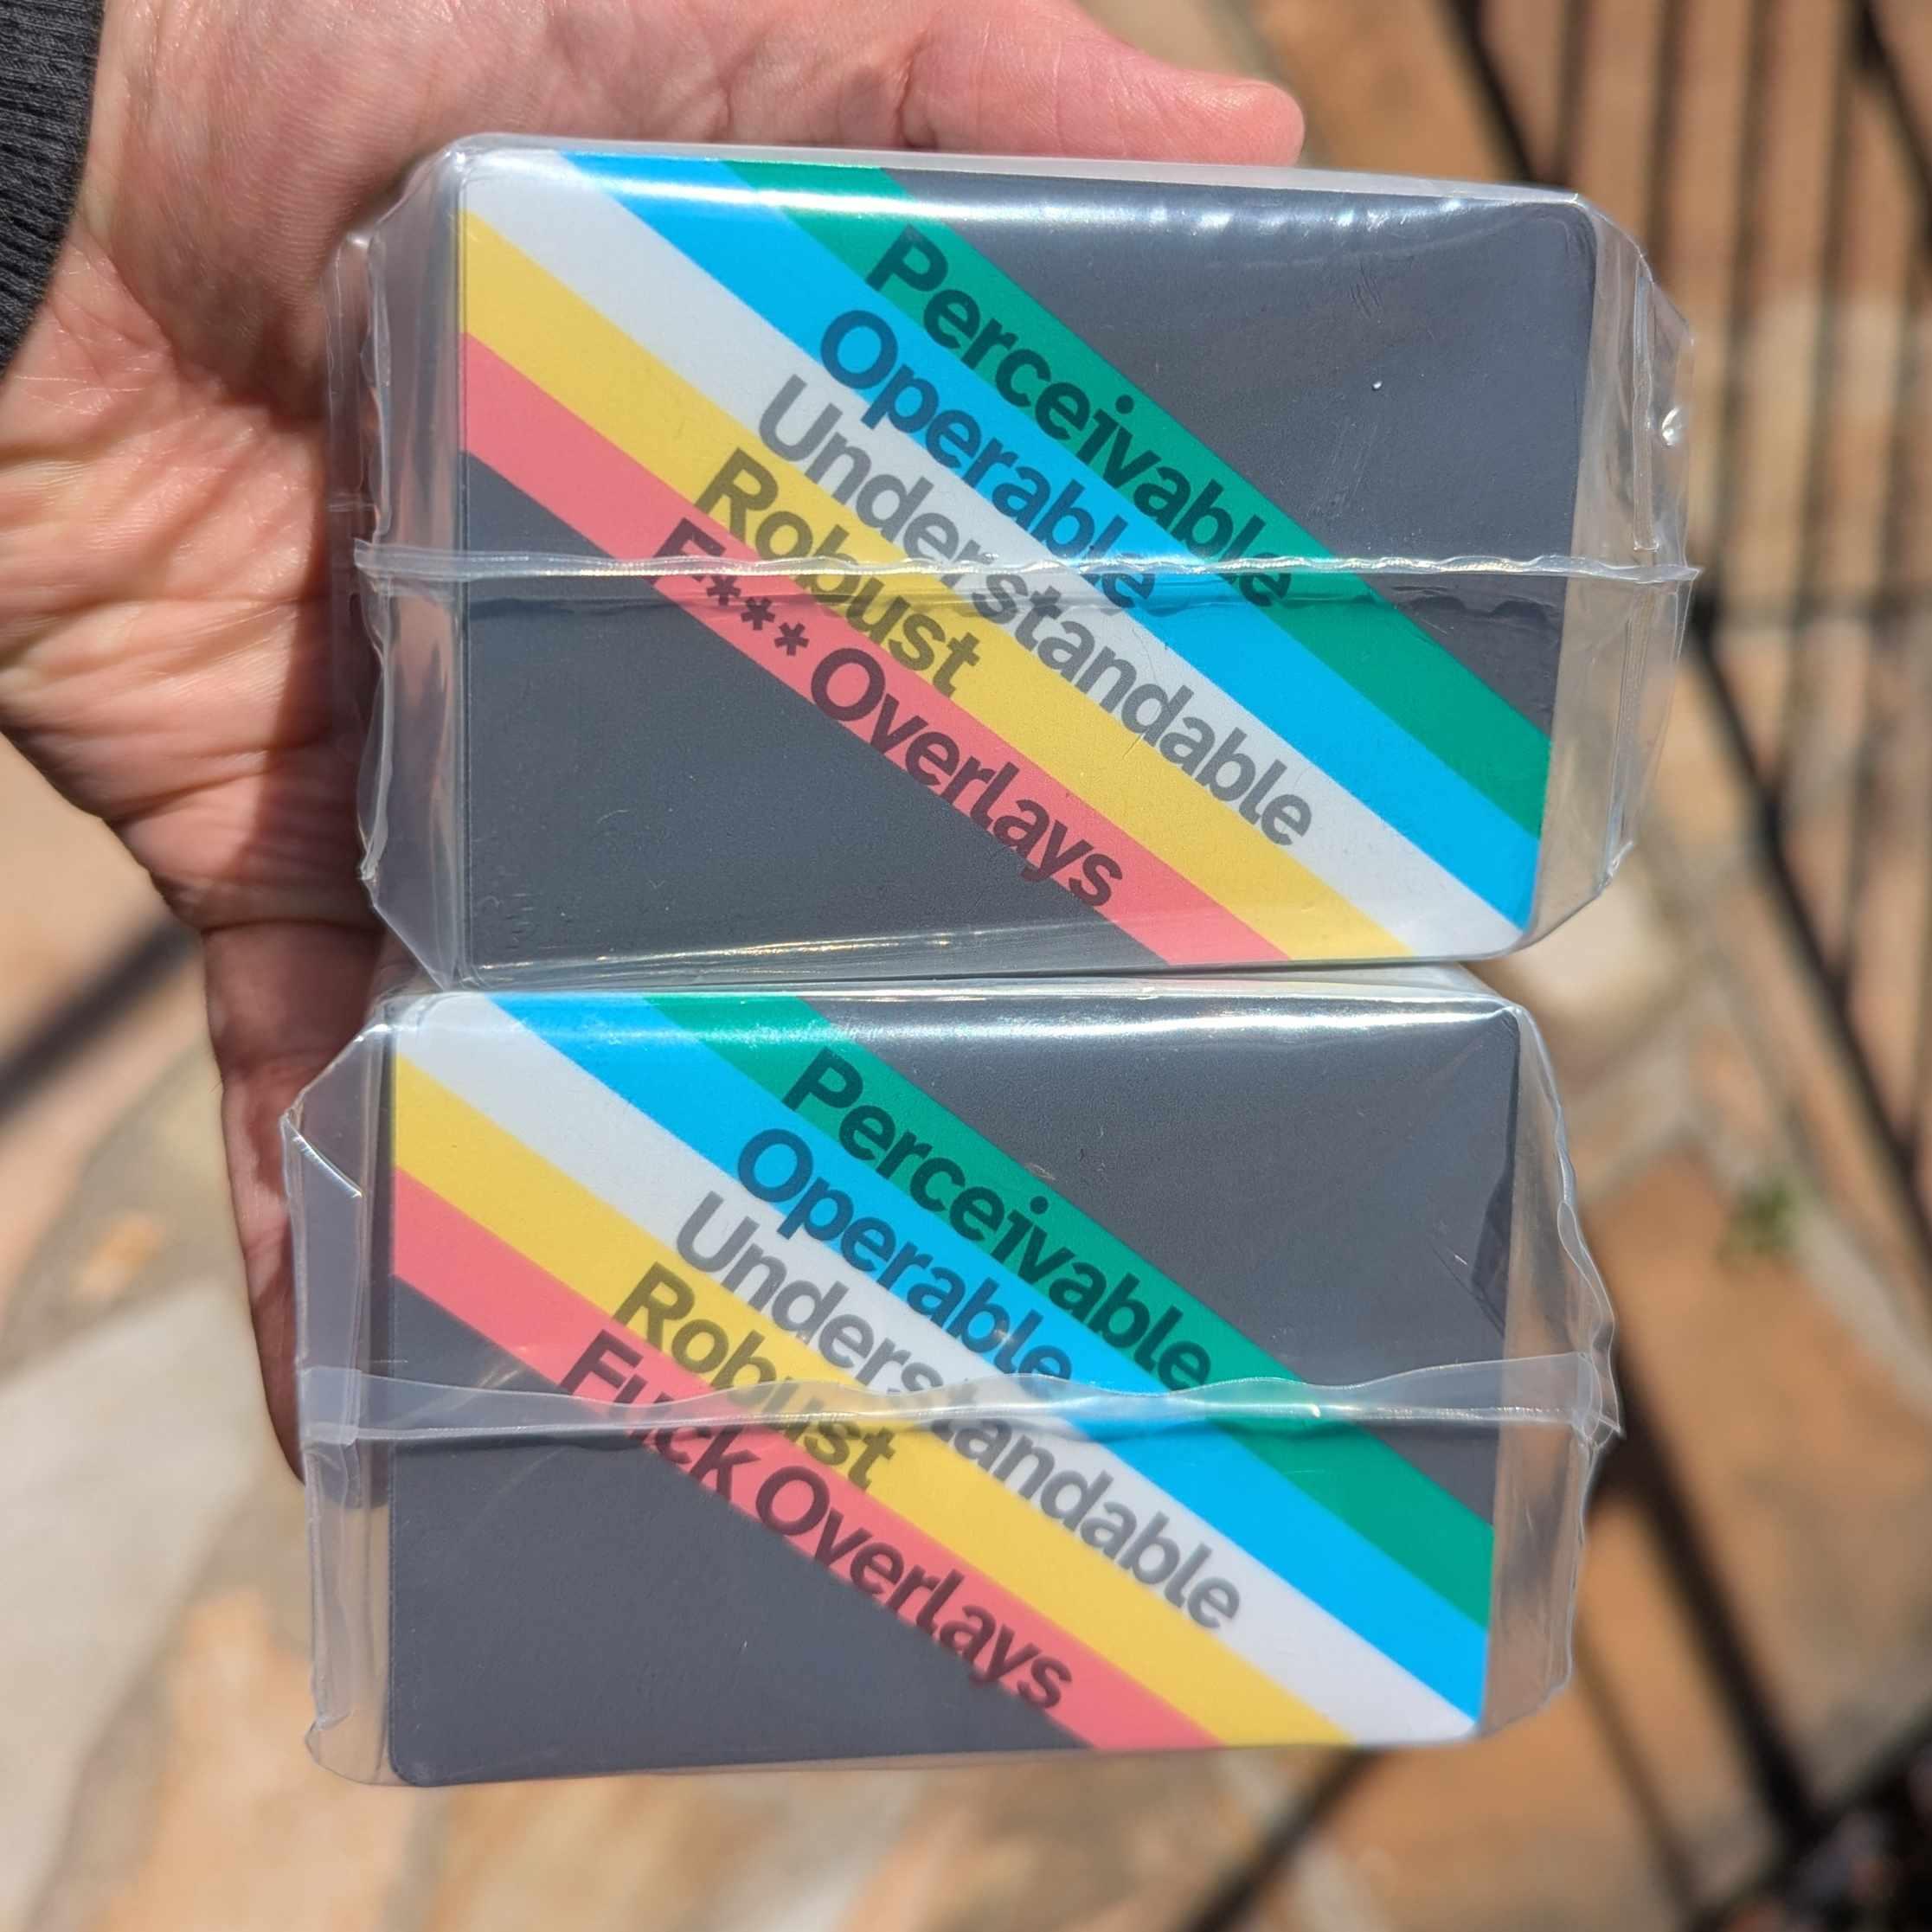 Perceivable
Operable
Understandable
Robust
F*** Overlays
Perceivable
Operable
Understandable
Robust
Fuck Overlays